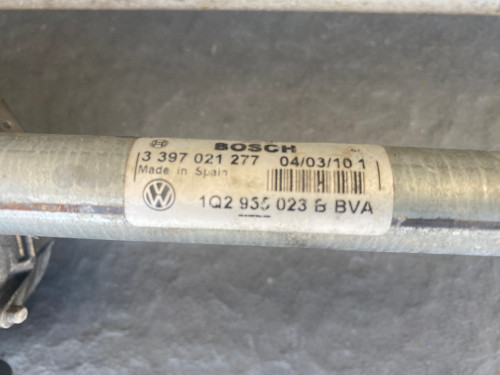 BOSCH
3 397 021 277 04/03/10 1
Made in Spain
1Q2 955 023 B BVA